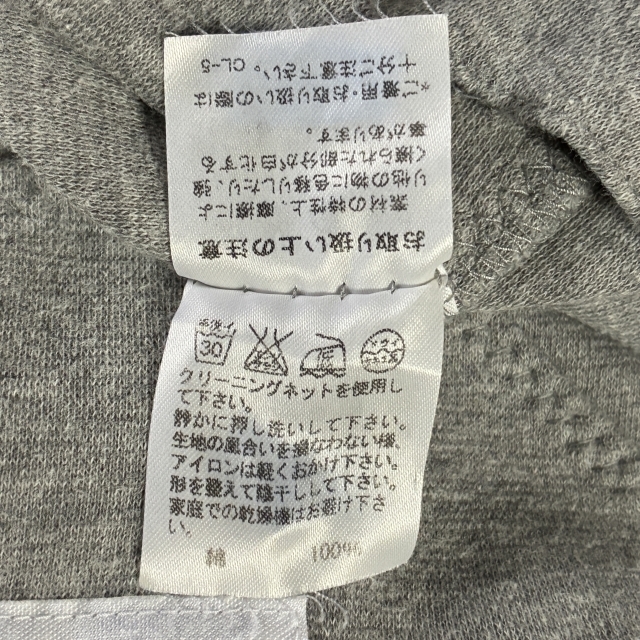 お取り扱い上の注意
素材の特性上、摩擦によ
り他の物に色移りしたり、強
く擦られた部分が白化する
事があります。
*ご着用・お取り扱いの際は
十分ご注意下さい。CL-5
30 中
クリーニングネットを使用し
て下さい。
静かに押し洗いして下さい。
生地の風合いを損なわない様、
アイロンは軽くおかけ下さい。
形を整えて陰干しして下さい。
家庭での乾燥機はお避け下さ
い。
綿 100%